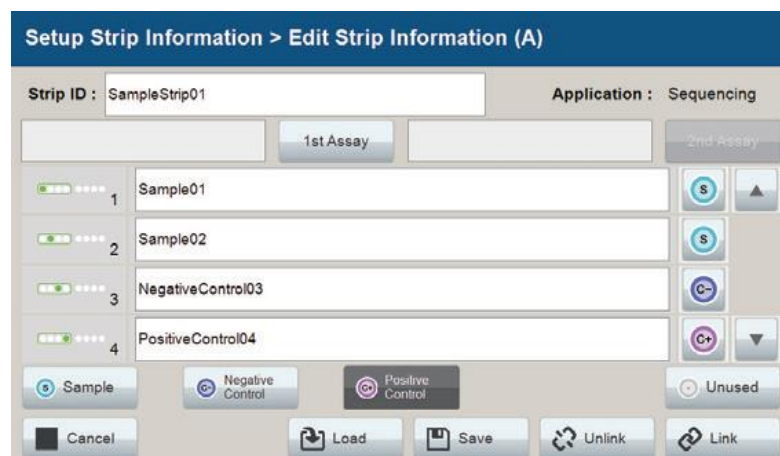 Setup Strip Information > Edit Strip Information (A)
Strip ID : SampleStrip01 Application : Sequencing
1st Assay 2nd Assay
1 Sample01 S
2 Sample02 S
3 NegativeControl03 C-
4 PositiveControl04 C+
S Sample C- Negative Control C+ Positive Control Unused
Cancel Load Save Unlink Link